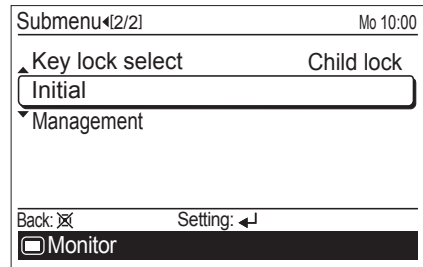 Submenu◂[2/2] Mo 10:00
Key lock select Child lock
Initial
Management
Back: Setting:
Monitor